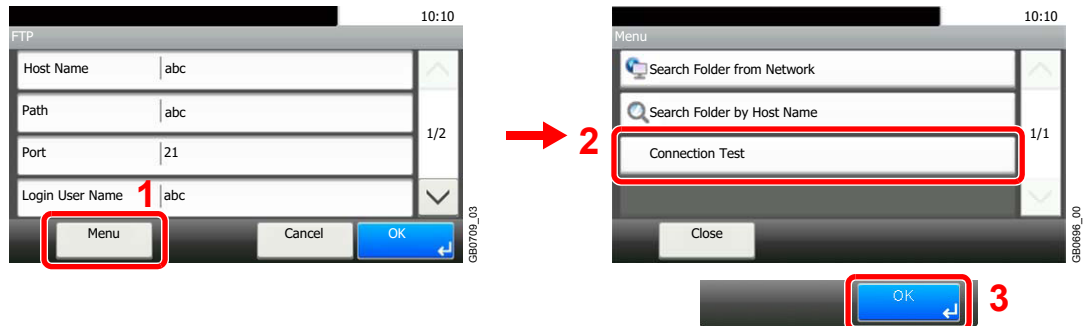 10:10
FTP
Host Name abc
Path abc
1/2
Port 21
Login User Name abc
1
Menu Cancel OK
GB0709_03
2
10:10
Menu
Search Folder from Network
Search Folder by Host Name
1/1
Connection Test
Close
GB0696_00
OK
3